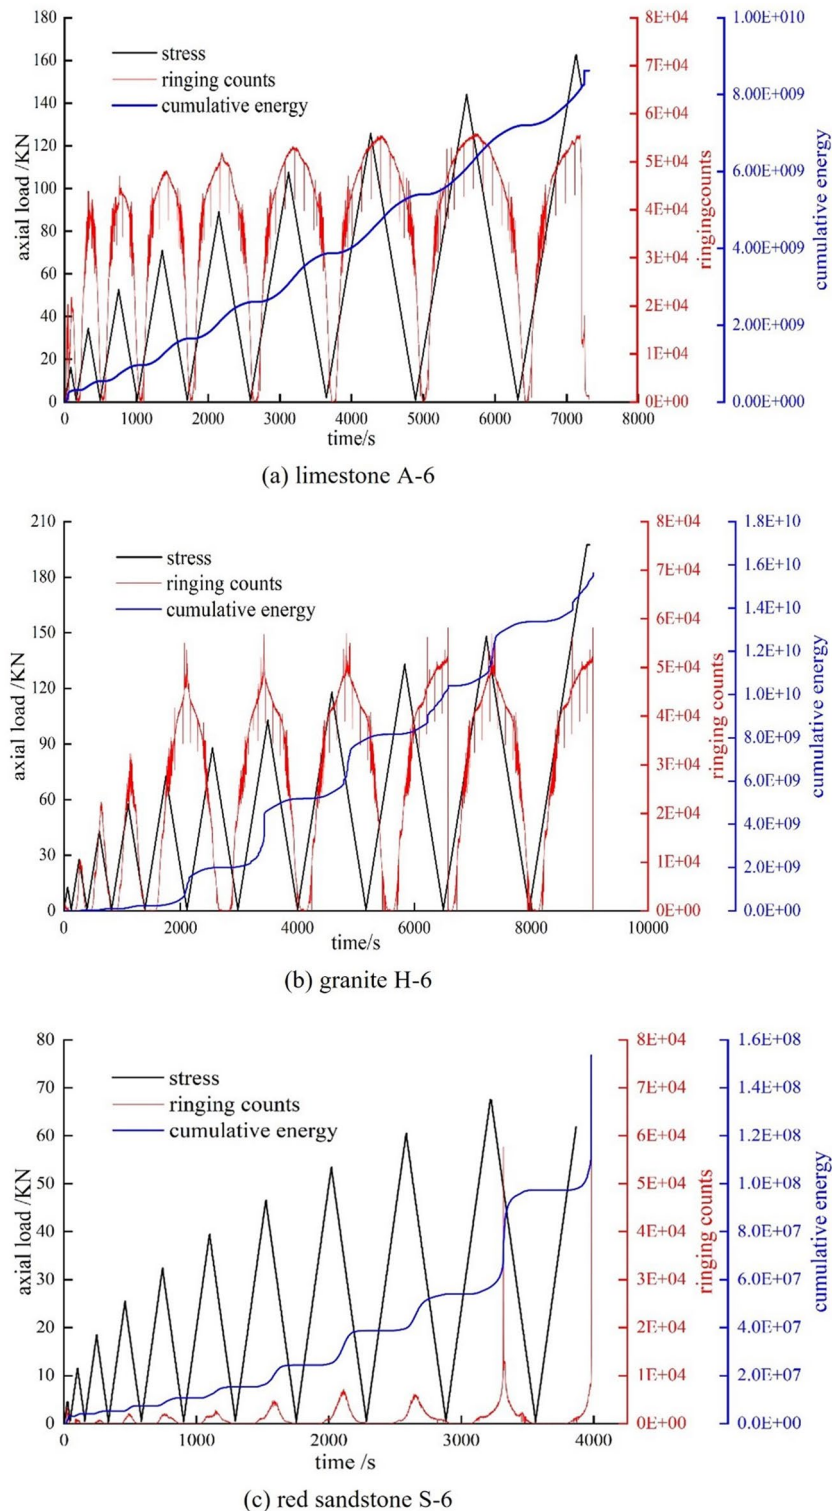 180
160
140
120
100
80
60
40
20
0
axial load /KN
stress
ringing counts
cumulative energy
0
1000
2000
3000
4000
5000
6000
7000
8000
time/s
8E+04
7E+04
6E+04
5E+04
4E+04
3E+04
2E+04
1E+04
0E+00
ringingcounts
1.00E+010
8.00E+009
6.00E+009
4.00E+009
2.00E+009
0.00E+000
cumulative energy
(a) limestone A-6
210
180
150
120
90
60
30
0
axial load /KN
stress
ringing counts
cumulative energy
0
2000
4000
6000
8000
10000
time/s
8E+04
7E+04
6E+04
5E+04
4E+04
3E+04
2E+04
1E+04
0E+00
ringing counts
1.8E+10
1.6E+10
1.4E+10
1.2E+10
1.0E+10
8.0E+09
6.0E+09
4.0E+09
2.0E+09
0.0E+00
cumulative energy
(b) granite H-6
80
70
60
50
40
30
20
10
0
axial load /KN
stress
ringing counts
cumulative energy
0
1000
2000
3000
4000
time /s
8E+04
7E+04
6E+04
5E+04
4E+04
3E+04
2E+04
1E+04
0E+00
ringing counts
1.6E+08
1.4E+08
1.2E+08
1.0E+08
8.0E+07
6.0E+07
4.0E+07
2.0E+07
0.0E+00
cumulative energy
(c) red sandstone S-6